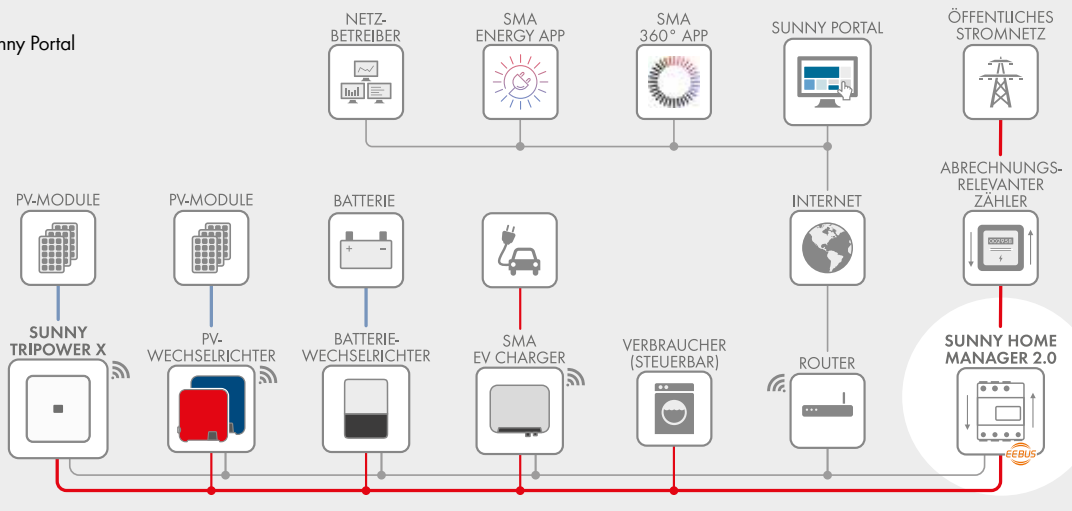 NETZ-
BETREIBER
SMA
ENERGY APP
SMA
360° APP
SUNNY PORTAL
ÖFFENTLICHES
STROMNETZ
nny Portal
PV-MODULE
PV-MODULE
BATTERIE
INTERNET
ABRECHNUNGS-
RELEVANTER
ZÄHLER
SUNNY
TRIPOWER X
PV-
WECHSELRICHTER
BATTERIE-
WECHSELRICHTER
SMA
EV CHARGER
VERBRAUCHER
(STEUERBAR)
ROUTER
SUNNY HOME
MANAGER 2.0
EEBUS